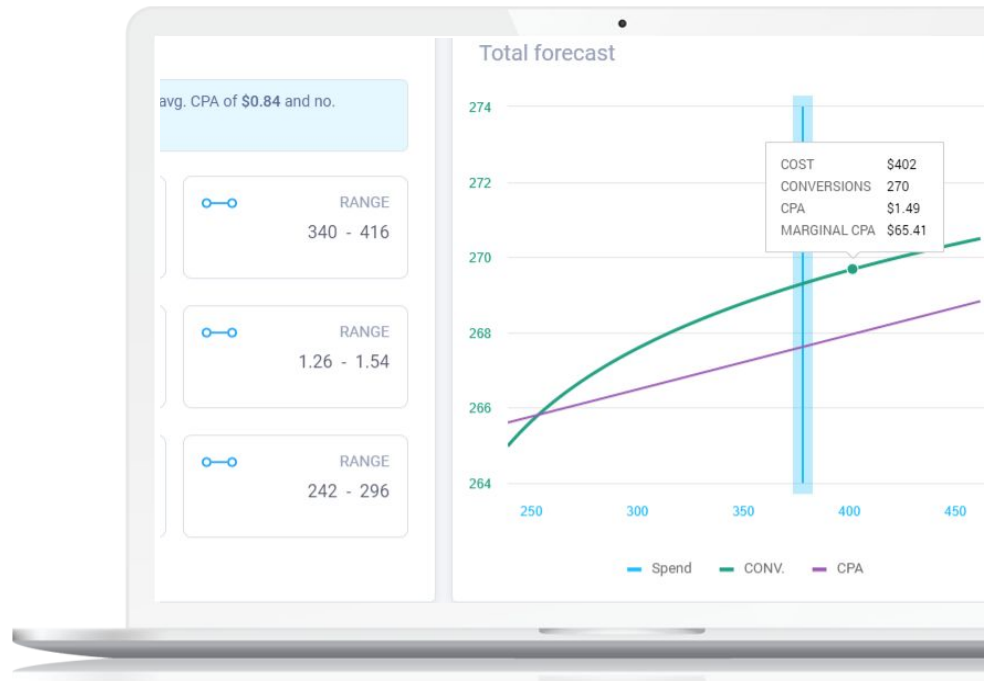 avg. CPA of $0.84 and no.
RANGE
340 - 416
RANGE
1.26 - 1.54
RANGE
242 - 296
Total forecast
274
272
270
268
266
264
COST $402
CONVERSIONS 270
CPA $1.49
MARGINAL CPA $65.41
250 300 350 400 450
Spend CONV. CPA